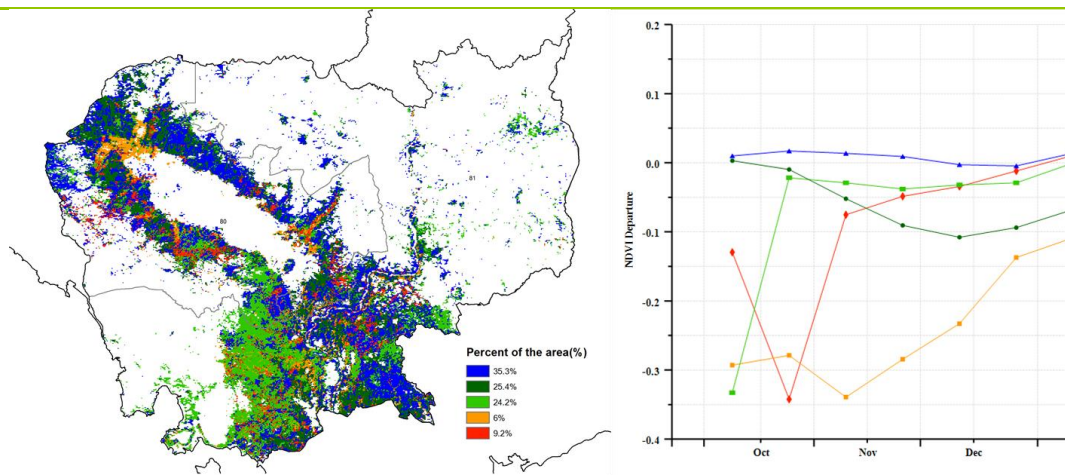 81
80
Percent of the area(%)
35.3%
25.4%
24.2%
6%
9.2%
NDVI Departure
0.2
0.1
0.0
-0.1
-0.2
-0.3
-0.4
Oct
Nov
Dec